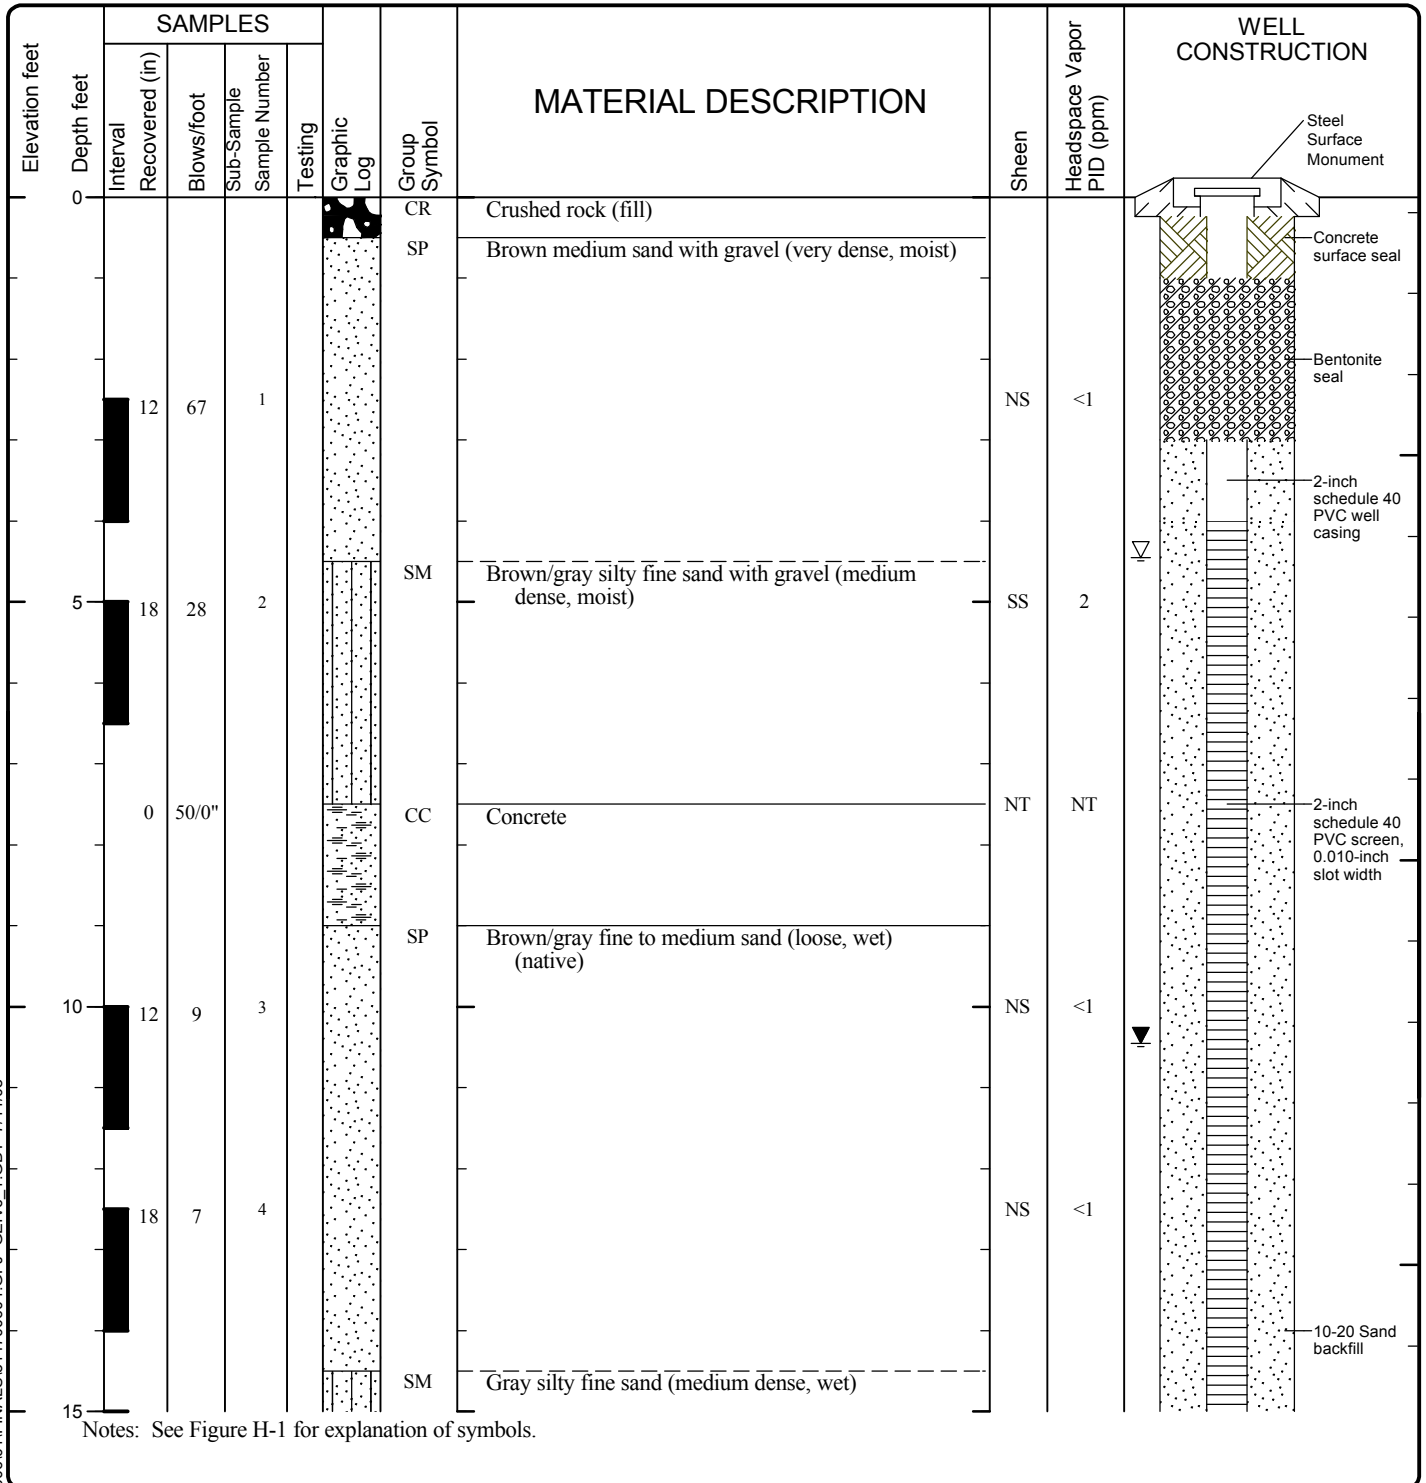 SAMPLES
WELL
CONSTRUCTION
MATERIAL DESCRIPTION
Elevation feet
Depth feet
Interval
Recovered (in)
Blows/foot
Sub-Sample
Sample Number
Testing
Graphic
Log
Group
Symbol
Sheen
Headspace Vapor
PID (ppm)
Steel
Surface
Monument
0
CR
Crushed rock (fill)
SP
Brown medium sand with gravel (very dense, moist)
Concrete
surface seal
Bentonite
seal
12
67
1
NS
<1
2-inch
schedule 40
PVC well
casing
SM
Brown/gray silty fine sand with gravel (medium
dense, moist)
5
18
28
2
SS
2
0
50/0"
CC
Concrete
NT
NT
2-inch
schedule 40
PVC screen,
0.010-inch
slot width
SP
Brown/gray fine to medium sand (loose, wet)
(native)
10
12
9
3
NS
<1
18
7
4
NS
<1
10-20 Sand
backfill
SM
Gray silty fine sand (medium dense, wet)
15
Notes: See Figure H-1 for explanation of symbols.